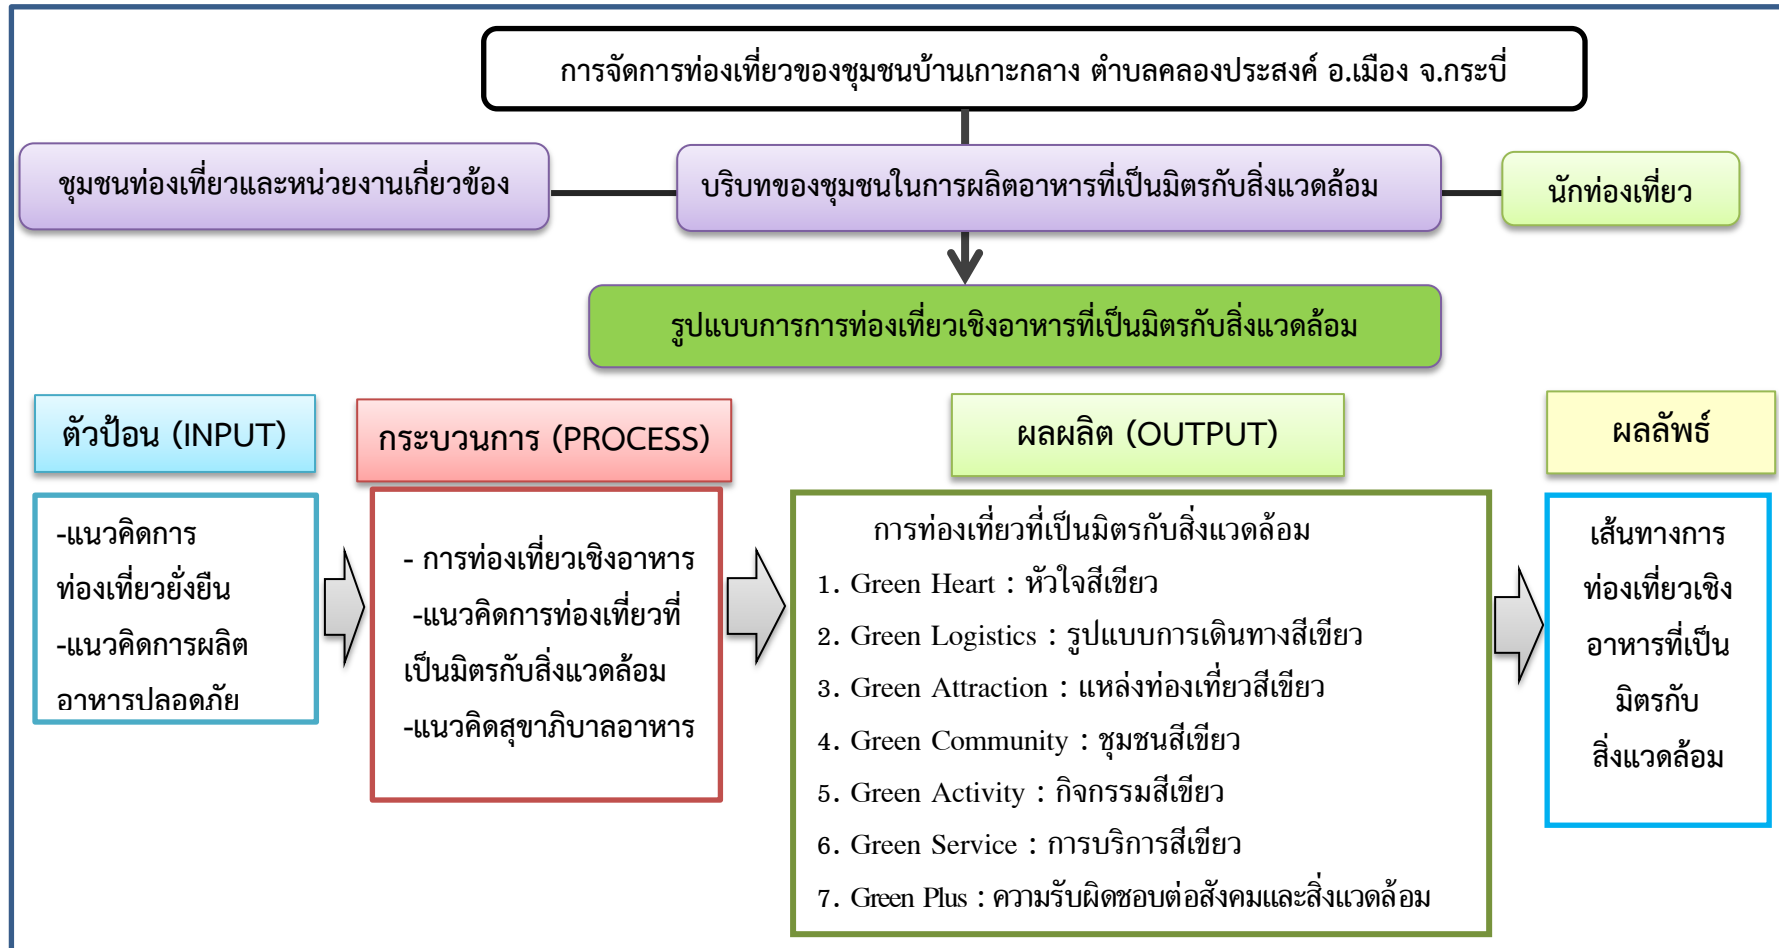 การจัดการท่องเที่ยวของชุมชนบ้านเกาะกลาง ตำบลคลองประสงค์ อ.เมือง จ.กระบี่
ชุมชนท่องเที่ยวและหน่วยงานเกี่ยวข้อง
บริบทของชุมชนในการผลิตอาหารที่เป็นมิตรกับสิ่งแวดล้อม
นักท่องเที่ยว
รูปแบบการการท่องเที่ยวเชิงอาหารที่เป็นมิตรกับสิ่งแวดล้อม
ตัวป้อน (INPUT)
-แนวคิดการ
ท่องเที่ยวยั่งยืน
-แนวคิดการผลิต
อาหารปลอดภัย
กระบวนการ (PROCESS)
- การท่องเที่ยวเชิงอาหาร
-แนวคิดการท่องเที่ยวที่
เป็นมิตรกับสิ่งแวดล้อม
-แนวคิดสุขาภิบาลอาหาร
ผลผลิต (OUTPUT)
การท่องเที่ยวที่เป็นมิตรกับสิ่งแวดล้อม
1. Green Heart : หัวใจสีเขียว
2. Green Logistics : รูปแบบการเดินทางสีเขียว
3. Green Attraction : แหล่งท่องเที่ยวสีเขียว
4. Green Community : ชุมชนสีเขียว
5. Green Activity : กิจกรรมสีเขียว
6. Green Service : การบริการสีเขียว
7. Green Plus : ความรับผิดชอบต่อสังคมและสิ่งแวดล้อม
ผลลัพธ์
เส้นทางการ
ท่องเที่ยวเชิง
อาหารที่เป็น
มิตรกับ
สิ่งแวดล้อม